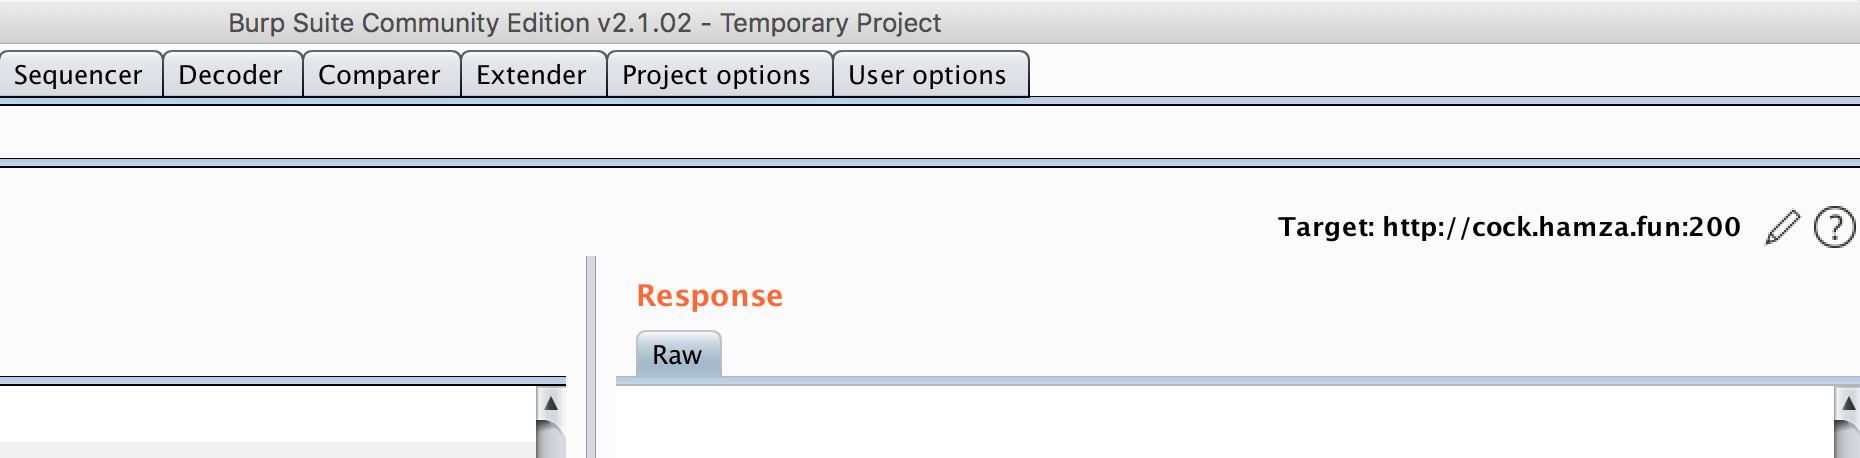 Burp Suite Community Edition v2.1.02 - Temporary Project
Sequencer Decoder Comparer Extender Project options User options
Target: http://cock.hamza.fun:200
Response
Raw